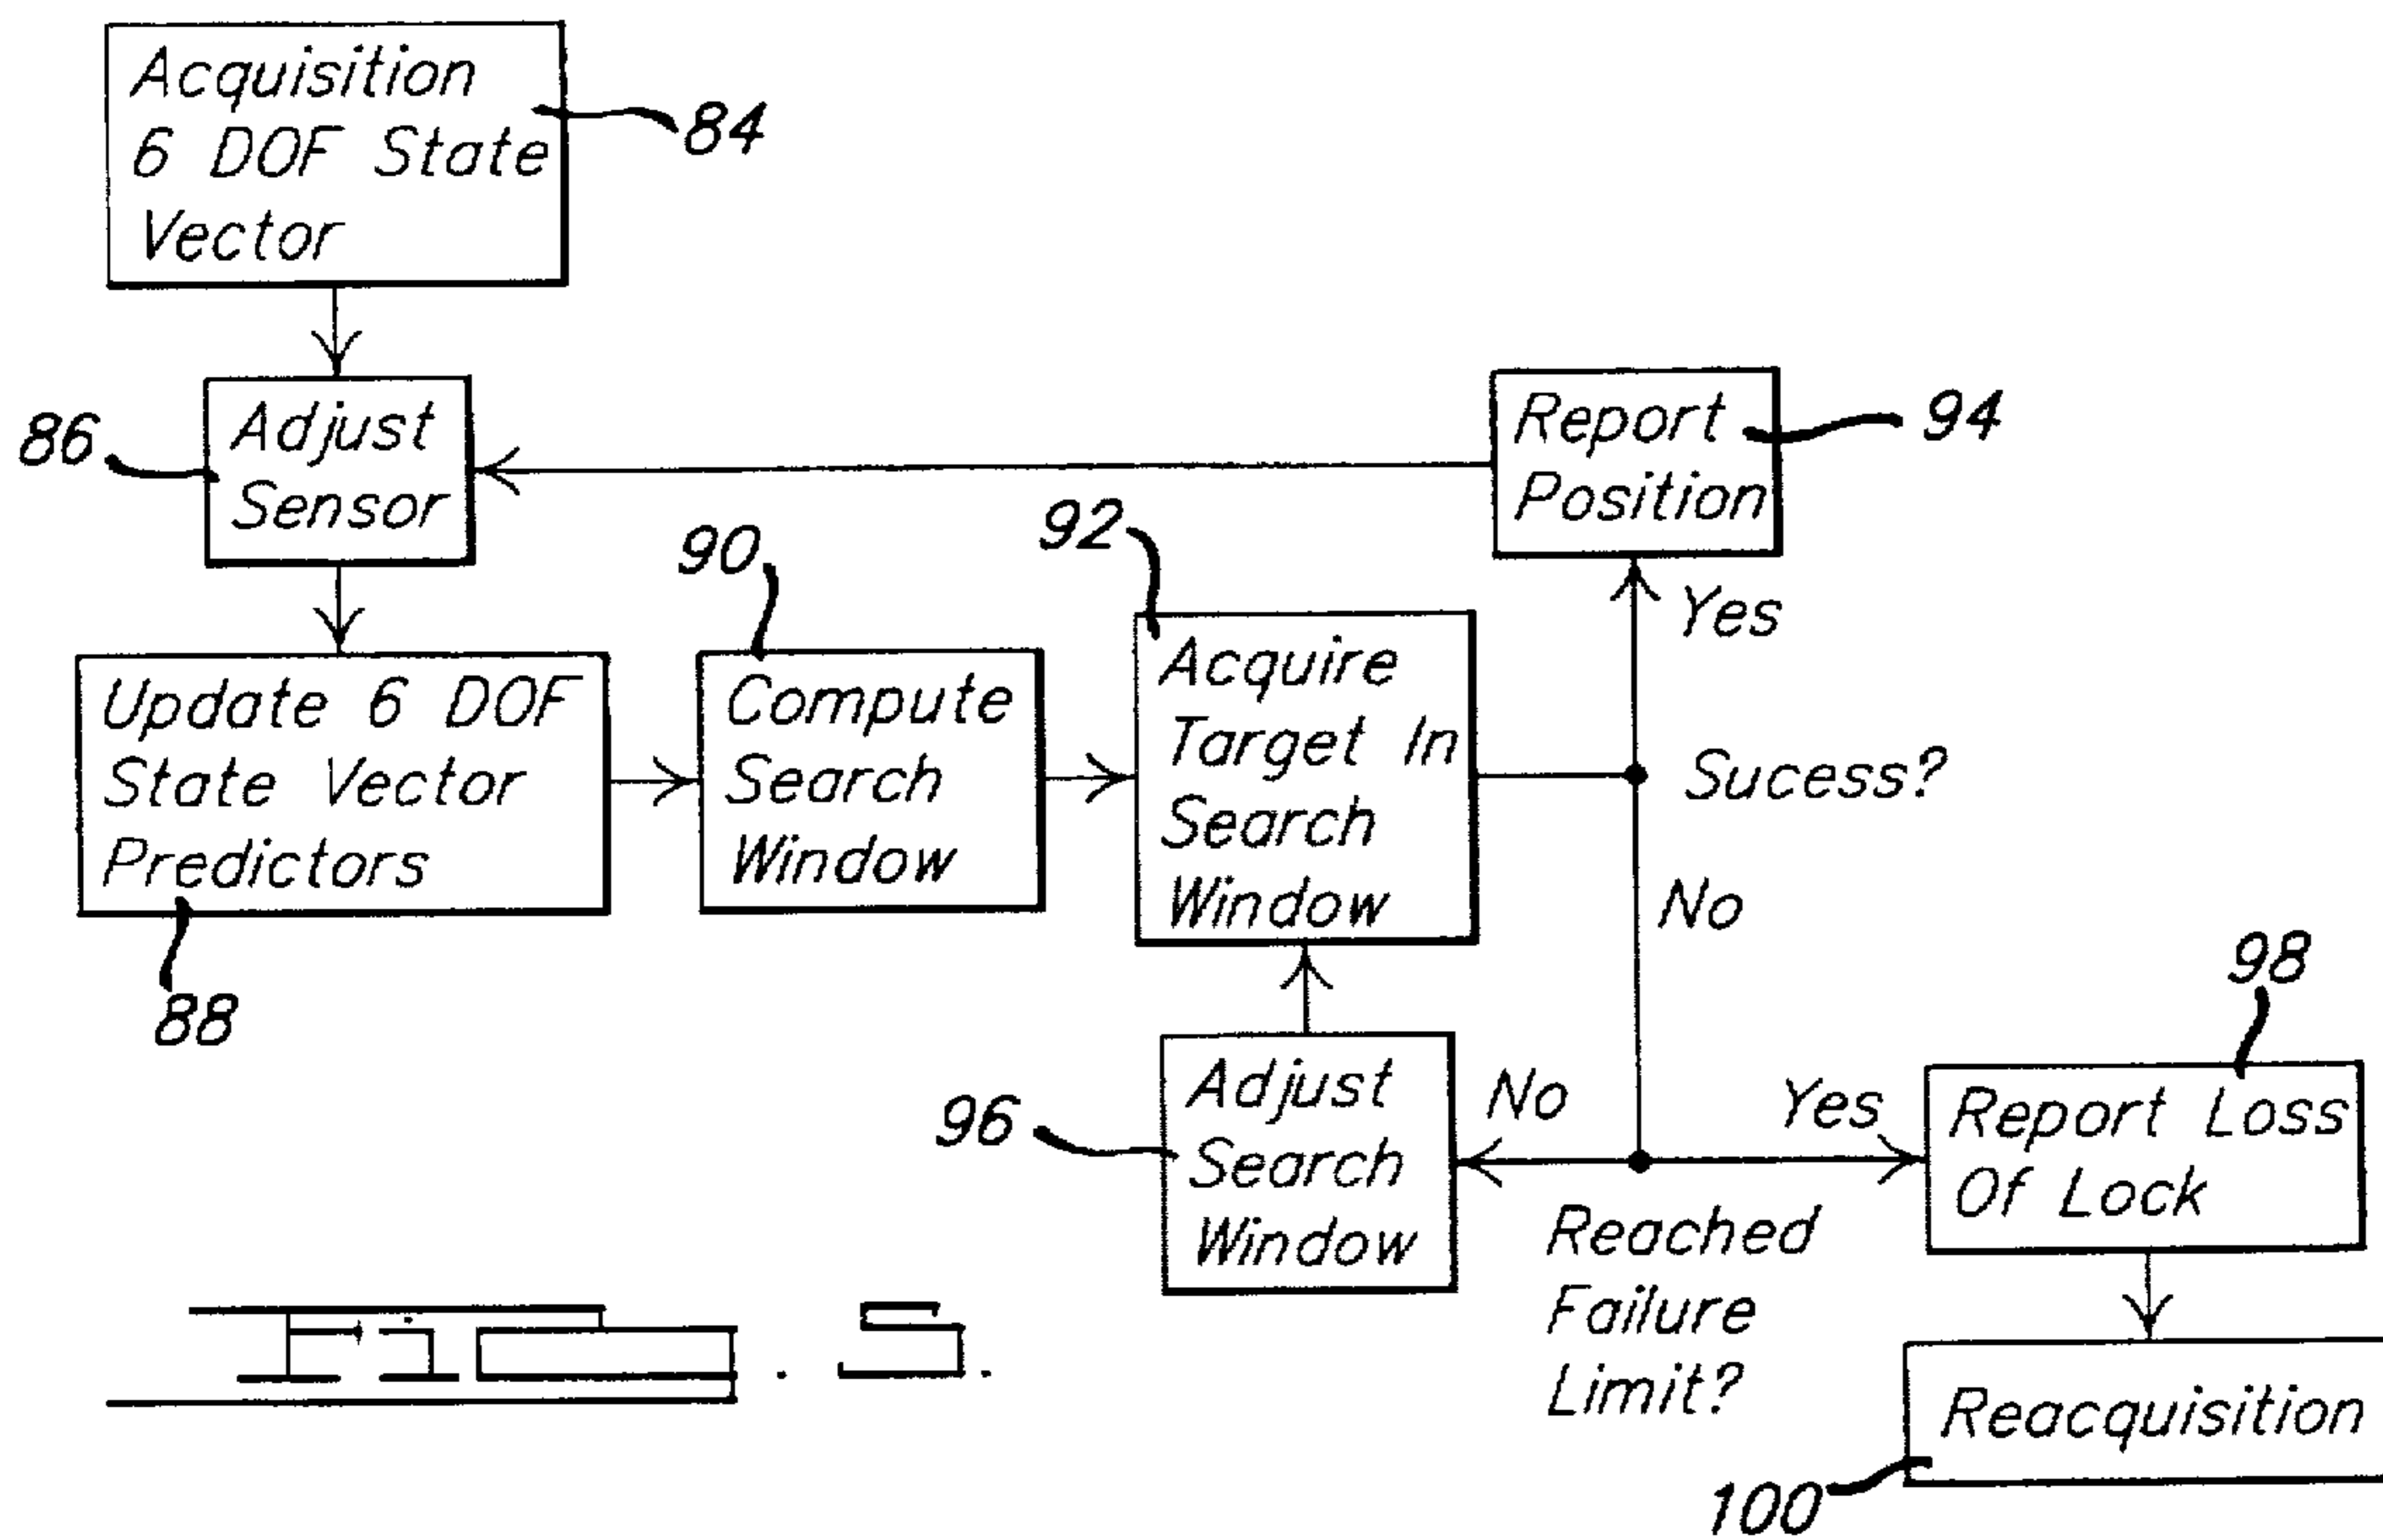 Acquisition
6 DOF State
Vector
84
86
Adjust
Sensor
Report
Position
94
90
92
Yes
Update 6 DOF
State Vector
Predictors
88
Compute
Search
Window
Acquire
Target In
Search
Window
Sucess?
No
98
96
Adjust
Search
Window
No
Yes
Report Loss
Of Lock
Reached
Failure
Limit?
Reacquisition
100
Fig. 5.